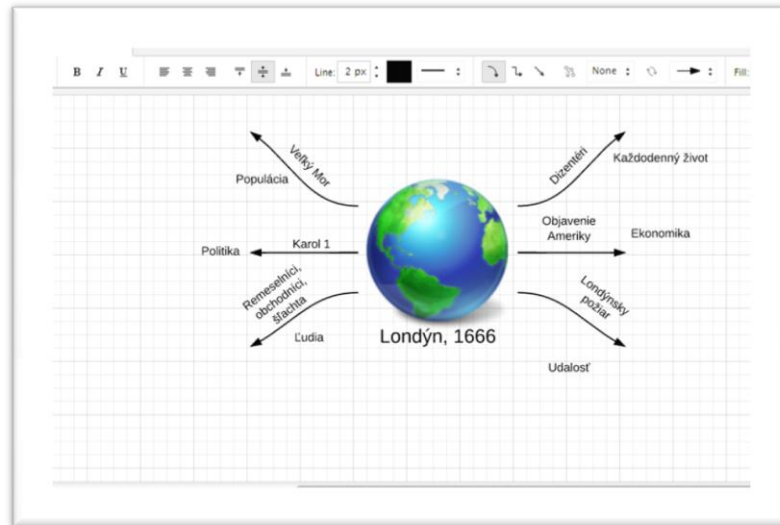 B I U Line: 2 px None Fill:
Veľký Mor
Populácia
Karol 1
Politika
Remeselníci,
obchodníci,
šľachta
Ľudia
Londýn, 1666
Dizentéri
Každodenný život
Objavenie
Ameriky
Ekonomika
Londýnsky
požiar
Udalosť